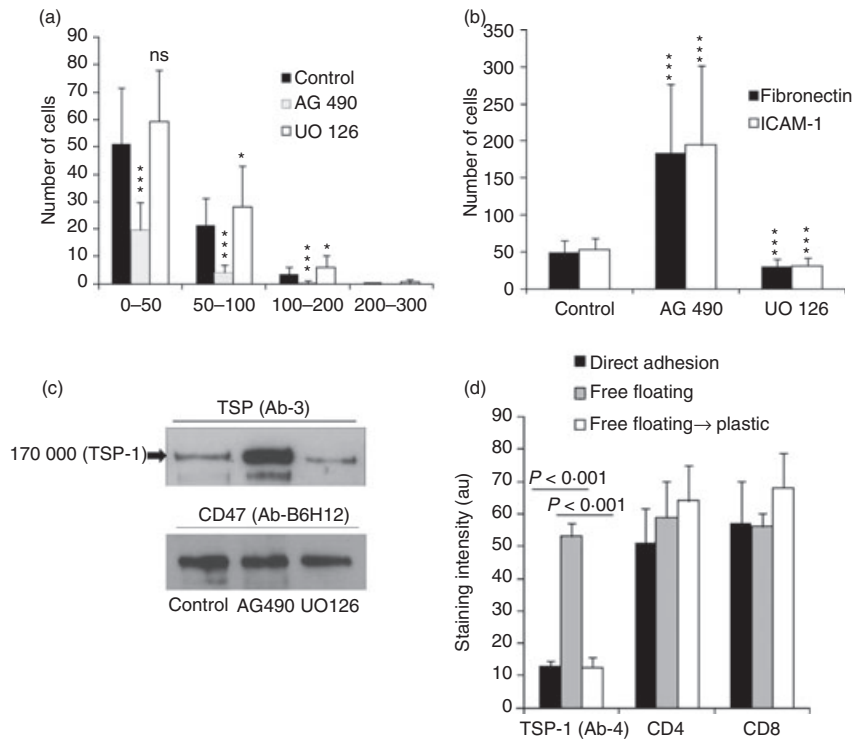 (a)
Number of cells
90
80
70
60
50
40
30
20
10
0
ns
***
***
*
***
*
Control
AG 490
UO 126
0–50
50–100
100–200
200–300
(b)
Number of cells
350
300
250
200
150
100
50
0
***
***
***
***
Fibronectin
ICAM-1
Control
AG 490
UO 126
(c)
TSP (Ab-3)
170 000 (TSP-1)
CD47 (Ab-B6H12)
Control AG490 UO126
(d)
Direct adhesion
Free floating
Free floating→ plastic
Staining intensity (au)
90
80
70
60
50
40
30
20
10
0
P < 0·001
P < 0·001
TSP-1 (Ab-4)
CD4
CD8